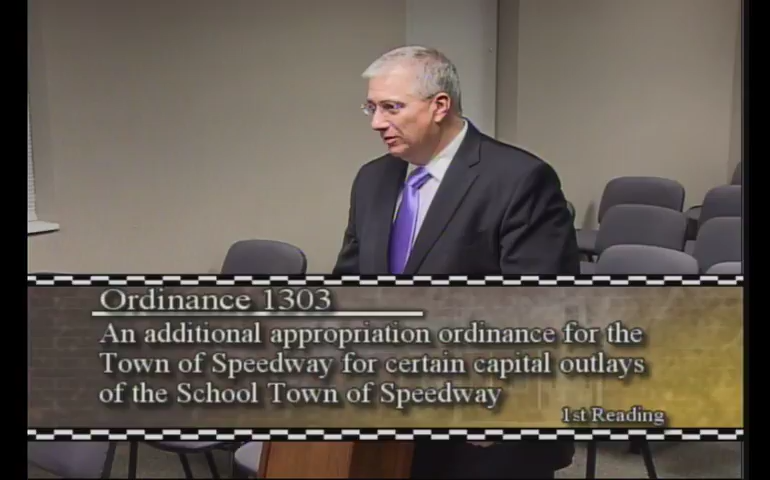 Ordinance 1303
An additional appropriation ordinance for the
Town of Speedway for certain capital outlays
of the School Town of Speedway
1st Reading